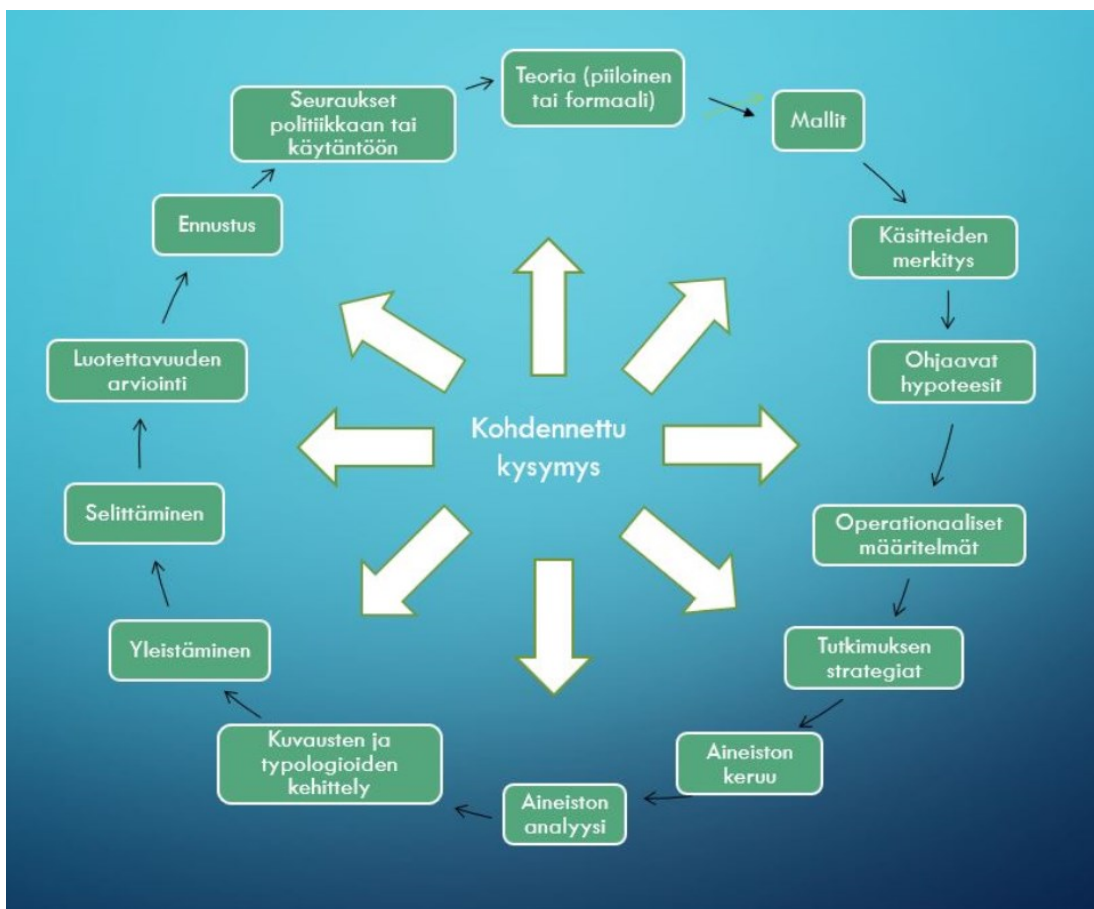 Teoria (piiloinen
tai formaali)
Mallit
Käsitteiden
merkitys
Ohjaavat
hypoteesit
Operationaaliset
määritelmät
Tutkimuksen
strategiat
Aineiston
keruu
Aineiston
analyysi
Kuvausten ja
typologioiden
kehittely
Yleistäminen
Selittäminen
Luotettavuuden
arviointi
Ennustus
Seuraukset
politiikkaan tai
käytäntöön
Kohdennettu
kysymys